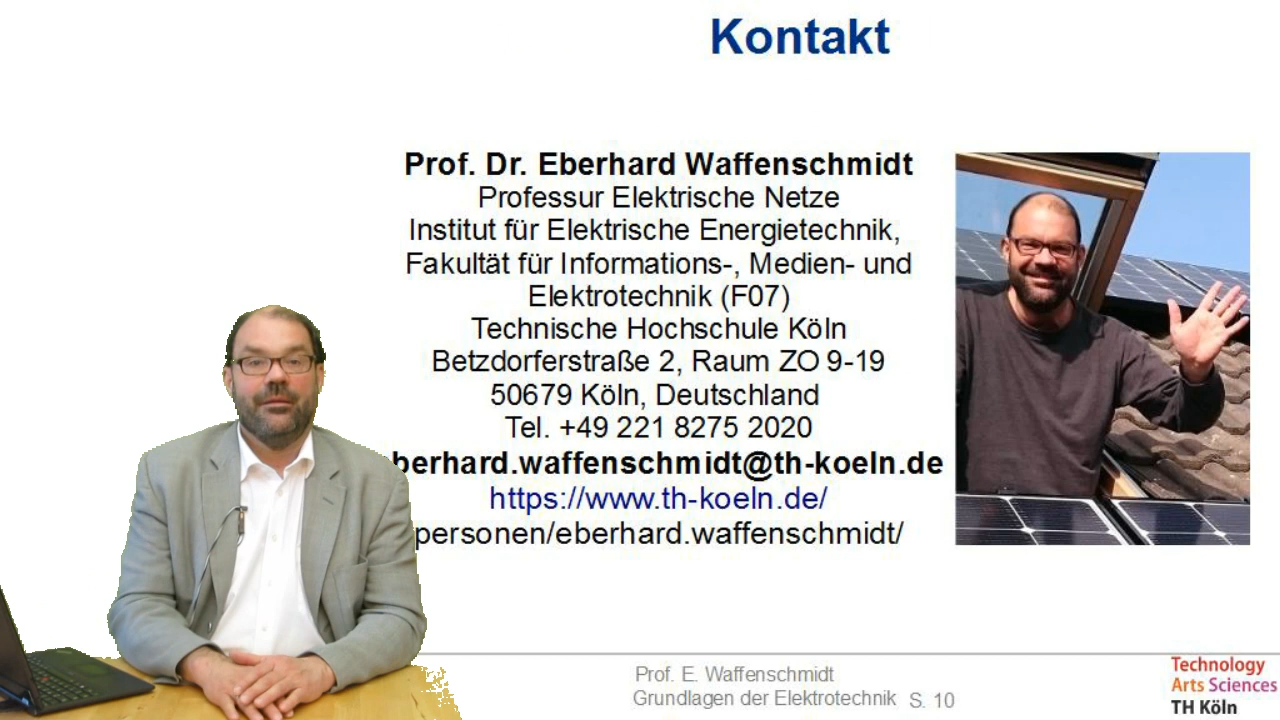 Kontakt
Prof. Dr. Eberhard Waffenschmidt
Professur Elektrische Netze
Institut für Elektrische Energietechnik,
Fakultät für Informations-, Medien- und
Elektrotechnik (F07)
Technische Hochschule Köln
Betzdorferstraße 2, Raum ZO 9-19
50679 Köln, Deutschland
Tel. +49 221 8275 2020
berhard.waffenschmidt@th-koeln.de
https://www.th-koeln.de/
personen/eberhard.waffenschmidt/
Prof. E. Waffenschmidt
Grundlagen der Elektrotechnik S. 10
Technology
Arts Sciences
TH Köln